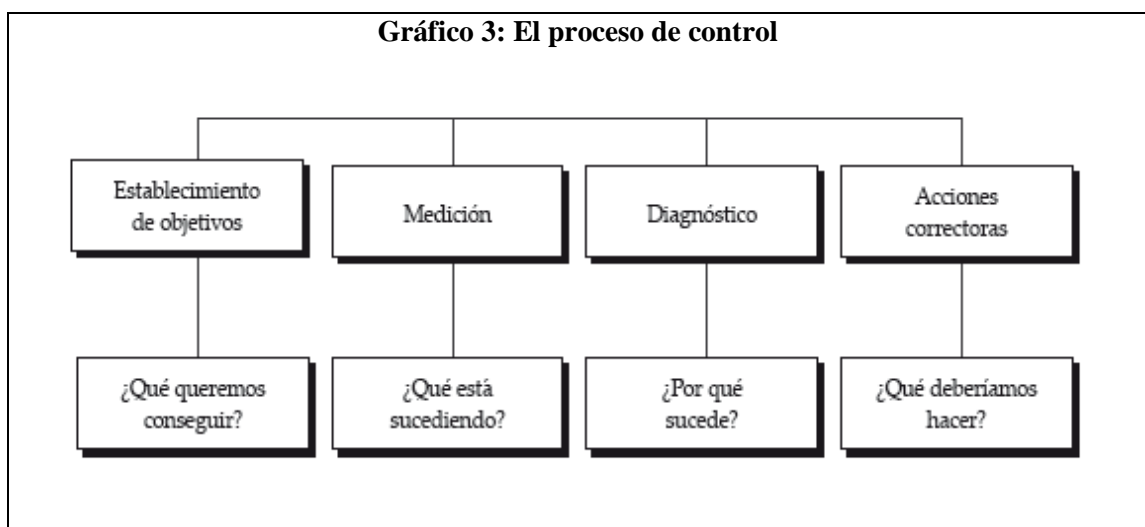 Gráfico 3: El proceso de control
Establecimiento
de objetivos
Medición
Diagnóstico
Acciones
correctoras
¿Qué queremos
conseguir?
¿Qué está
sucediendo?
¿Por qué
sucede?
¿Qué deberíamos
hacer?